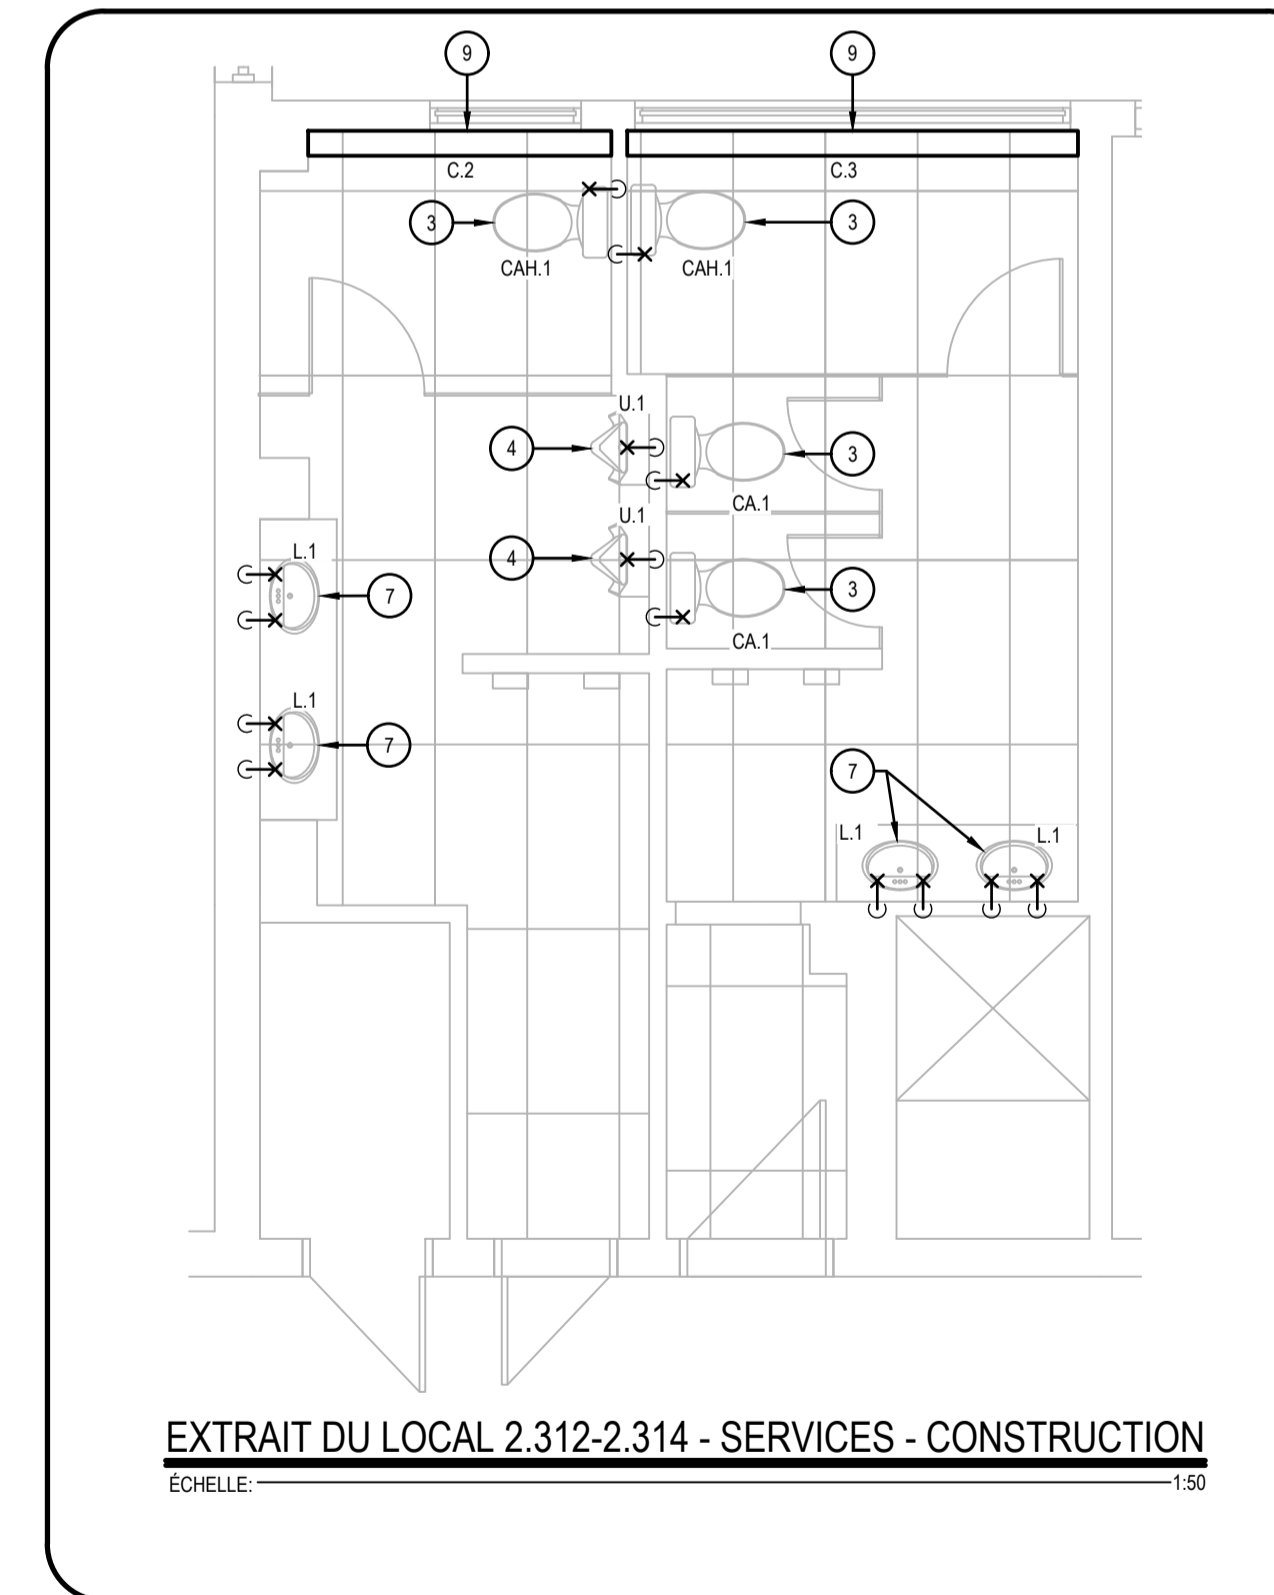 9 9
C.2 C.3
3 3
CAH.1 CAH.1
U.1
4 3
CA.1
U.1
4 3
L.1
7
CA.1
L.1
7
7
L.1 L.1
EXTRAIT DU LOCAL 2.312-2.314 - SERVICES - CONSTRUCTION
ÉCHELLE: 1:50